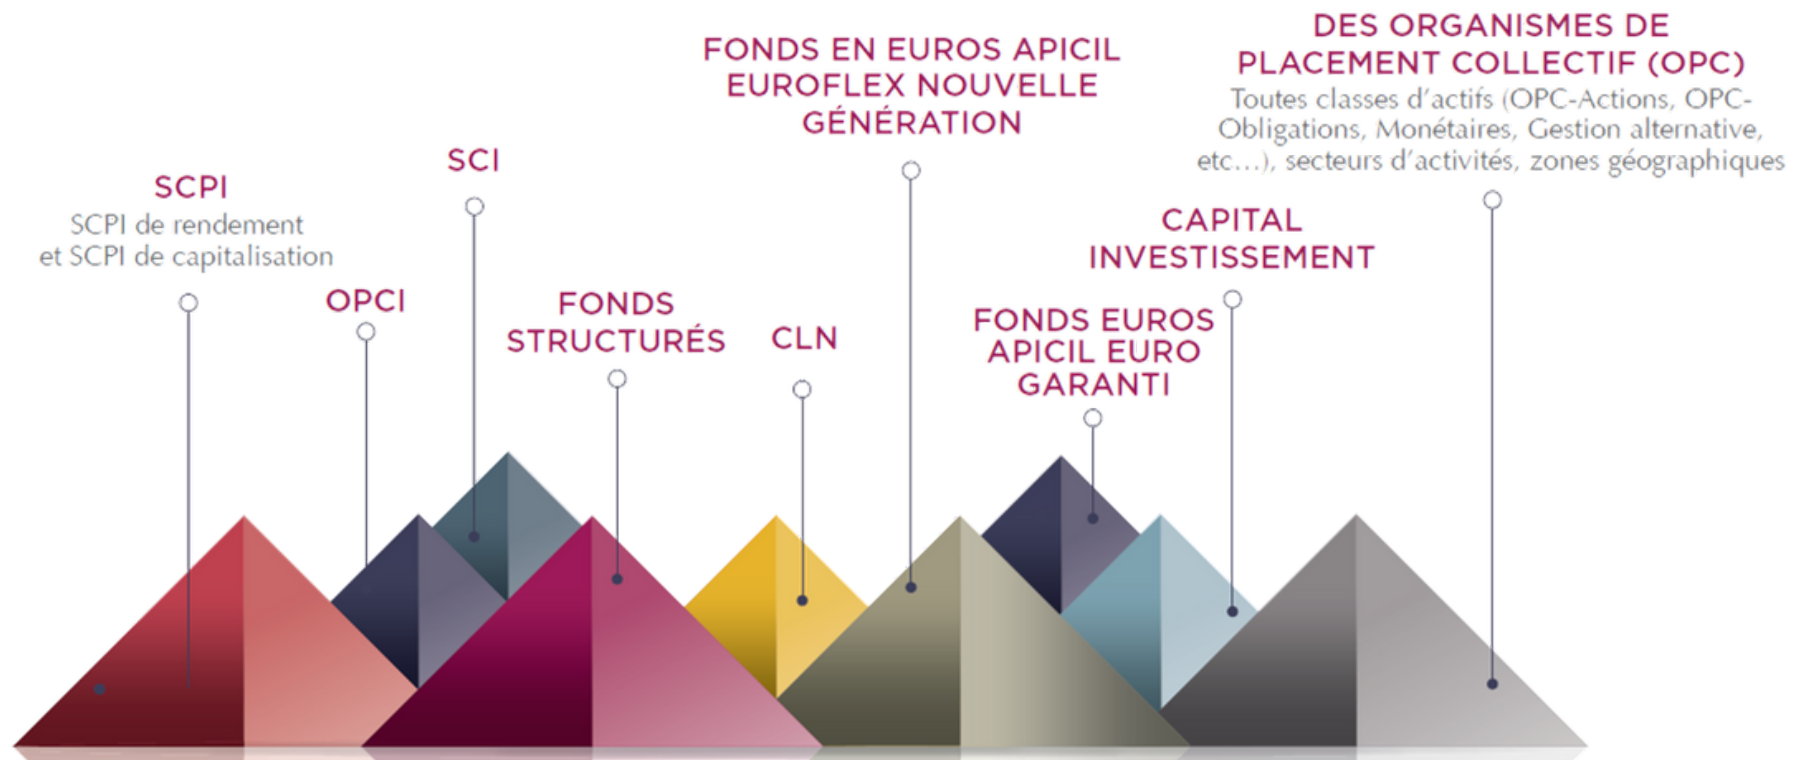 SCPI
SCPI de rendement
et SCPI de capitalisation
OPCI
SCI
FONDS
STRUCTURÉS
CLN
FONDS EN EUROS APICIL
EUROFLEX NOUVELLE
GÉNÉRATION
FONDS EUROS
APICIL EURO
GARANTI
CAPITAL
INVESTISSEMENT
DES ORGANISMES DE
PLACEMENT COLLECTIF (OPC)
Toutes classes d'actifs (OPC-Actions, OPC-
Obligations, Monétaires, Gestion alternative,
etc...), secteurs d'activités, zones géographiques